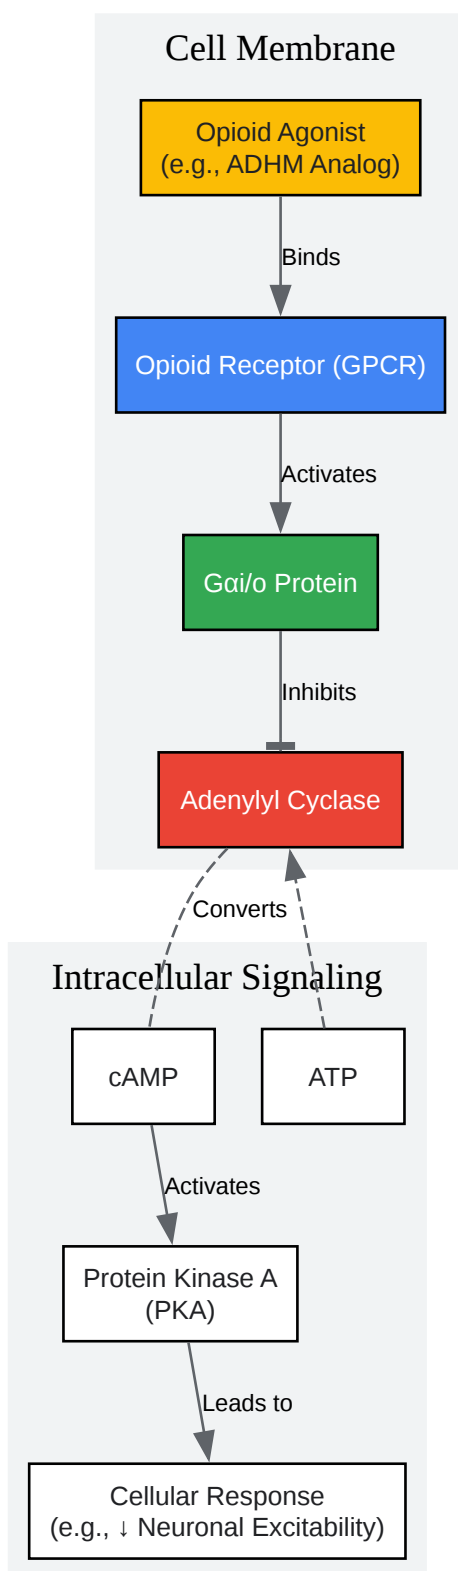 Cell Membrane
Opioid Agonist
(e.g., ADHM Analog)
Binds
Opioid Receptor (GPCR)
Activates
Gαi/o Protein
Inhibits
Adenylyl Cyclase
Converts
Intracellular Signaling
cAMP
ATP
Activates
Protein Kinase A
(PKA)
Leads to
Cellular Response
(e.g., ↓ Neuronal Excitability)